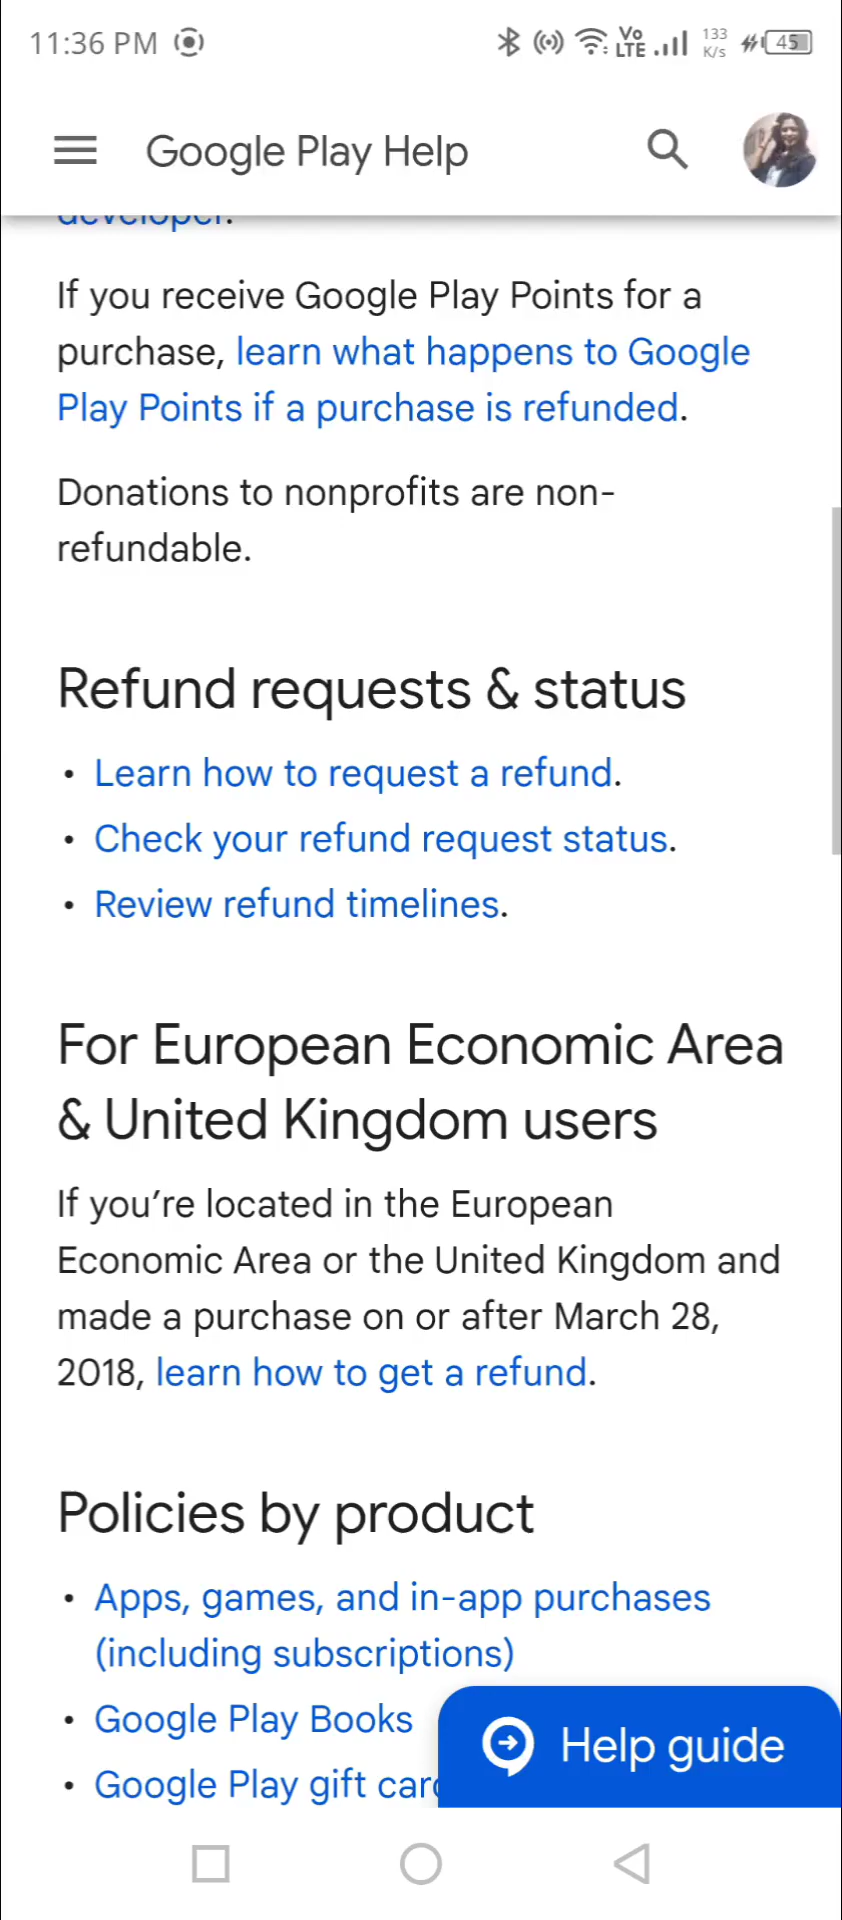 11:36 PM
Vo
LTE
133
K/s
45
Google Play Help
developer.
If you receive Google Play Points for a
purchase, learn what happens to Google
Play Points if a purchase is refunded.
Donations to nonprofits are non-
refundable.
Refund requests & status
• Learn how to request a refund.
• Check your refund request status.
• Review refund timelines.
For European Economic Area
& United Kingdom users
If you’re located in the European
Economic Area or the United Kingdom and
made a purchase on or after March 28,
2018, learn how to get a refund.
Policies by product
• Apps, games, and in-app purchases
(including subscriptions)
• Google Play Books
• Google Play gift card
Help guide